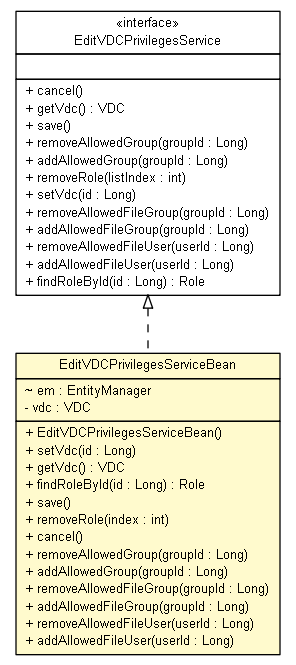 «interface»
EditVDCPrivilegesService
+ cancel()
+ getVdc() : VDC
+ save()
+ removeAllowedGroup(groupId : Long)
+ addAllowedGroup(groupId : Long)
+ removeRole(listIndex : int)
+ setVdc(id : Long)
+ removeAllowedFileGroup(groupId : Long)
+ addAllowedFileGroup(groupId : Long)
+ removeAllowedFileUser(userId : Long)
+ addAllowedFileUser(userId : Long)
+ findRoleById(id : Long) : Role
EditVDCPrivilegesServiceBean
~ em : EntityManager
- vdc : VDC
+ EditVDCPrivilegesServiceBean()
+ setVdc(id : Long)
+ getVdc() : VDC
+ findRoleById(id : Long) : Role
+ save()
+ removeRole(index : int)
+ cancel()
+ removeAllowedGroup(groupId : Long)
+ addAllowedGroup(groupId : Long)
+ removeAllowedFileGroup(groupId : Long)
+ addAllowedFileGroup(groupId : Long)
+ removeAllowedFileUser(userId : Long)
+ addAllowedFileUser(userId : Long)